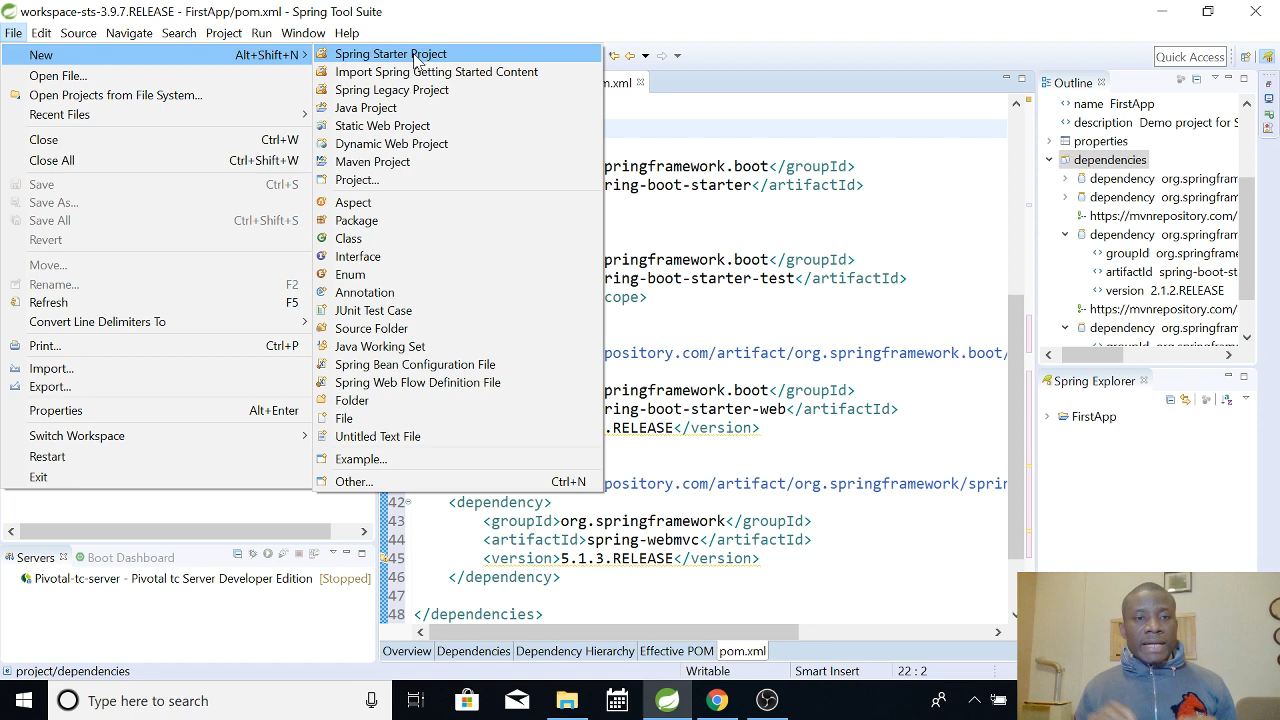 workspace-sts-3.9.7.RELEASE - FirstApp/pom.xml - Spring Tool Suite
File Edit Source Navigate Search Project Run Window Help
New Alt+Shift+N
Open File...
Open Projects from File System...
Recent Files
Close Ctrl+W
Close All Ctrl+Shift+W
Save Ctrl+S
Save As...
Save All Ctrl+Shift+S
Revert
Move...
Rename... F2
Refresh F5
Convert Line Delimiters To
Print... Ctrl+P
Import...
Export...
Properties Alt+Enter
Switch Workspace
Restart
Exit
Spring Starter Project
Import Spring Getting Started Content
Spring Legacy Project
Java Project
Static Web Project
Dynamic Web Project
Maven Project
Project...
Aspect
Package
Class
Interface
Enum
Annotation
JUnit Test Case
Source Folder
Java Working Set
Spring Bean Configuration File
Spring Web Flow Definition File
Folder
File
Untitled Text File
Example...
Other... Ctrl+N
Quick Access
m.xml
pringframework.boot</groupId>
ring-boot-starter</artifactId>
pringframework.boot</groupId>
ring-boot-starter-test</artifactId>
cope>
pository.com/artifact/org.springframework.boot/
pringframework.boot</groupId>
ring-boot-starter-web</artifactId>
.RELEASE</version>
pository.com/artifact/org.springframework/sprin
42 <dependency>
43 <groupId>org.springframework</groupId>
44 <artifactId>spring-webmvc</artifactId>
45 <version>5.1.3.RELEASE</version>
46 </dependency>
47
48 </dependencies>
Overview Dependencies Dependency Hierarchy Effective POM pom.xml
Outline
name FirstApp
description Demo project for S
properties
dependencies
dependency org.springfram
dependency org.springfram
https://mvnrepository.com/
dependency org.springfram
groupId org.springframe
artifactId spring-boot-st
version 2.1.2.RELEASE
https://mvnrepository.com/
dependency org.springfram
Spring Explorer
FirstApp
Servers Boot Dashboard
Pivotal-tc-server - Pivotal tc Server Developer Edition [Stopped]
project/dependencies Writable Smart Insert 22 : 2
Type here to search